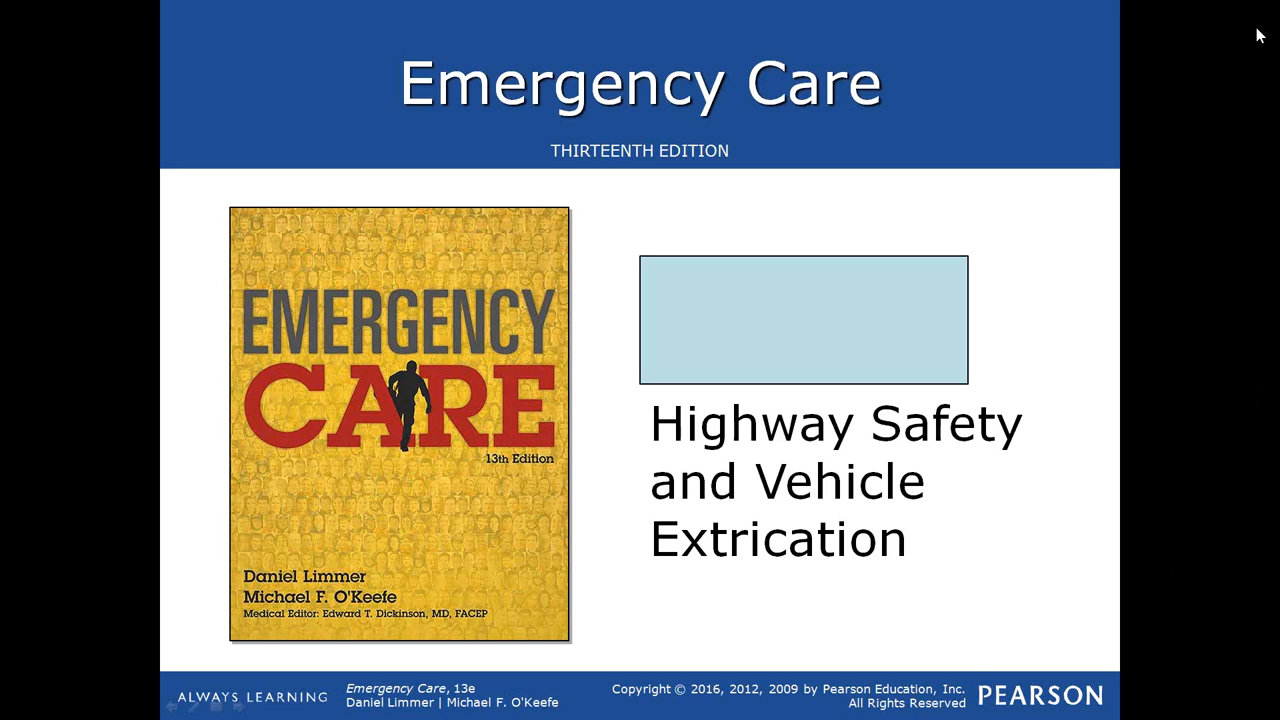 Emergency Care
THIRTEENTH EDITION
EMERGENCY
CARE
13th Edition
Daniel Limmer
Michael F. O'Keefe
Medical Editor: Edward T. Dickinson, MD, FACEP
Highway Safety
and Vehicle
Extrication
ALWAYS LEARNING
Emergency Care, 13e
Daniel Limmer | Michael F. O'Keefe
Copyright © 2016, 2012, 2009 by Pearson Education, Inc.
All Rights Reserved
PEARSON